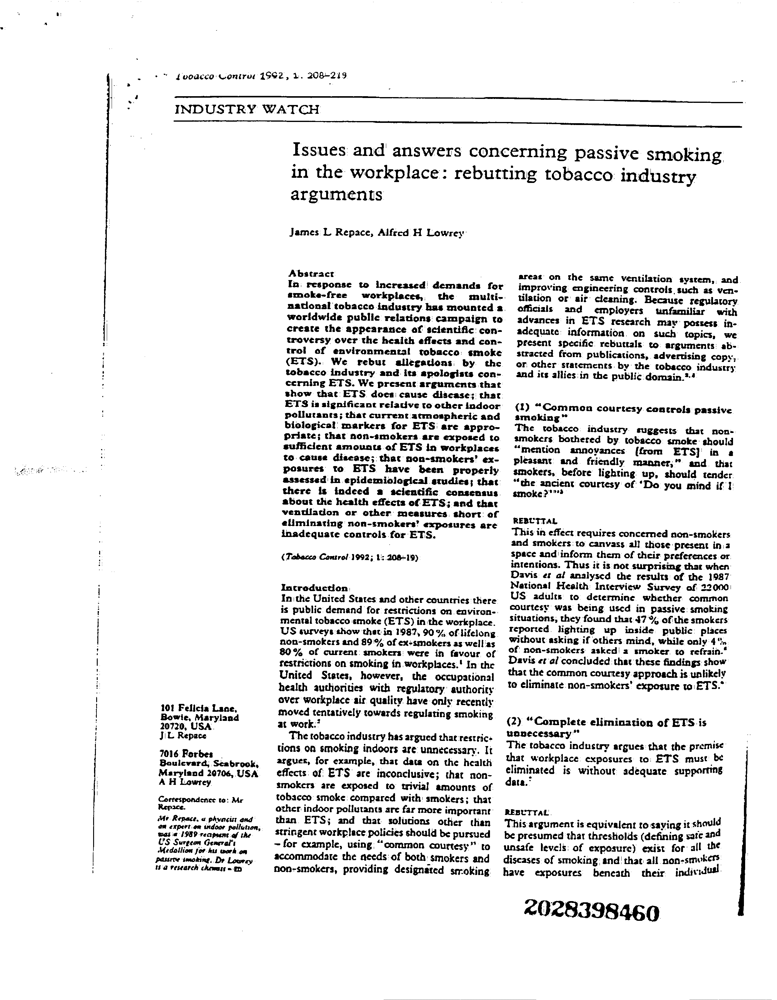 Tobacco Control 1992, 1: 208–219
INDUSTRY WATCH
Issues and answers concerning passive smoking
in the workplace: rebutting tobacco industry
arguments
James L Repace, Alfred H Lowrey
Abstract
In response to increased demands for
smoke-free workplaces, the multi-
national tobacco industry has mounted a
worldwide public relations campaign to
create the appearance of scientific con-
troversy over the health effects and con-
trol of environmental tobacco smoke
(ETS). We rebut allegations by the
tobacco industry and its apologists con-
cerning ETS. We present arguments that
show that ETS does cause disease; that
ETS is significant relative to other indoor
pollutants; that current atmospheric and
biological markers for ETS are appro-
priate; that non-smokers are exposed to
sufficient amounts of ETS in workplaces
to cause disease; that non-smokers' ex-
posures to ETS have been properly
assessed in epidemiological studies; that
there is indeed a scientific consensus
about the health effects of ETS; and that
ventilation or other measures short of
eliminating non-smokers' exposures are
inadequate controls for ETS.
(Tobacco Control 1992; 1: 208–19)
Introduction
In the United States and other countries there
is public demand for restrictions on environ-
mental tobacco smoke (ETS) in the workplace.
US surveys show that in 1987, 90 % of lifelong
non-smokers and 89 % of ex-smokers as well as
80 % of current smokers were in favour of
restrictions on smoking in workplaces.¹ In the
United States, however, the occupational
health authorities with regulatory authority
over workplace air quality have only recently
moved tentatively towards regulating smoking
at work.²
The tobacco industry has argued that restric-
tions on smoking indoors are unnecessary. It
argues, for example, that data on the health
effects of ETS are inconclusive; that non-
smokers are exposed to trivial amounts of
tobacco smoke compared with smokers; that
other indoor pollutants are far more important
than ETS; and that solutions other than
stringent workplace policies should be pursued
– for example, using "common courtesy" to
accommodate the needs of both smokers and
non-smokers, providing designated smoking
areas on the same ventilation system, and
improving engineering controls such as ven-
tilation or air cleaning. Because regulatory
officials and employers unfamiliar with
advances in ETS research may possess in-
adequate information on such topics, we
present specific rebuttals to arguments ab-
stracted from publications, advertising copy,
or other statements by the tobacco industry
and its allies in the public domain.³,⁴
(1) "Common courtesy controls passive
smoking"
The tobacco industry suggests that non-
smokers bothered by tobacco smoke should
"mention annoyances [from ETS] in a
pleasant and friendly manner," and that
smokers, before lighting up, should tender
"the ancient courtesy of 'Do you mind if I
smoke?'"
REBUTTAL
This in effect requires concerned non-smokers
and smokers to canvass all those present in a
space and inform them of their preferences or
intentions. Thus it is not surprising that when
Davis et al analysed the results of the 1987
National Health Interview Survey of 22000
US adults to determine whether common
courtesy was being used in passive smoking
situations, they found that 47 % of the smokers
reported lighting up inside public places
without asking if others mind, while only 4 %
of non-smokers asked a smoker to refrain.⁶
Davis et al concluded that these findings show
that the common courtesy approach is unlikely
to eliminate non-smokers' exposure to ETS.⁶
(2) "Complete elimination of ETS is
unnecessary"
The tobacco industry argues that the premise
that workplace exposures to ETS must be
eliminated is without adequate supporting
data.⁵
REBUTTAL
This argument is equivalent to saying it should
be presumed that thresholds (defining safe and
unsafe levels of exposure) exist for all the
diseases of smoking and that all non-smokers
have exposures beneath their individual
101 Felicia Lane,
Bowie, Maryland
20720, USA
J L Repace
7016 Forbes
Boulevard, Seabrook,
Maryland 20706, USA
A H Lowrey
Correspondence to: Mr
Repace.
Mr Repace, a physicist and
an expert on indoor pollution,
was a 1989 recipient of the
US Surgeon General's
Medallion for his work on
passive smoking. Dr Lowrey
is a research chemist – ED
2028398460